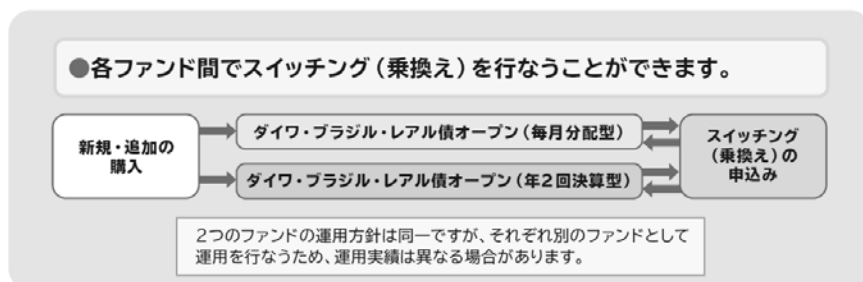 ●各ファンド間でスイッチング（乗換え）を行なうことができます。
新規・追加の
購入
ダイワ・ブラジル・レアル債オープン（毎月分配型）
ダイワ・ブラジル・レアル債オープン（年２回決算型）
スイッチング
（乗換え）の
申込み
２つのファンドの運用方針は同一ですが、それぞれ別のファンドとして
運用を行なうため、運用実績は異なる場合があります。